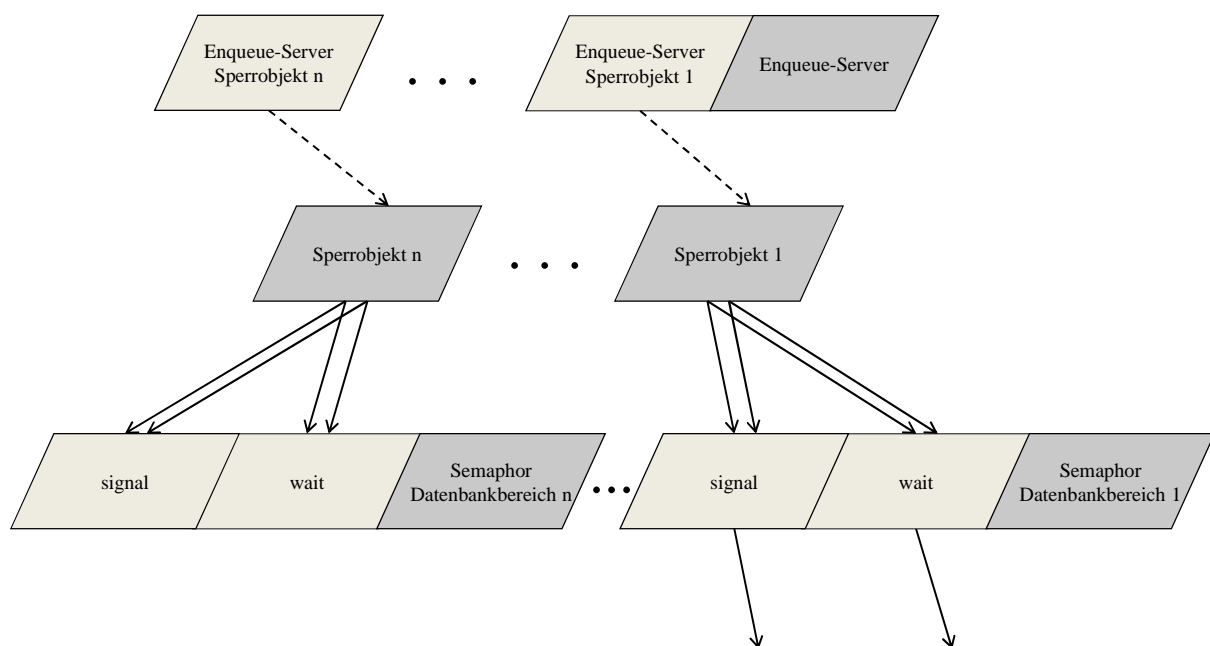 Enqueue-Server
Sperrobjekt n
. . .
Enqueue-Server
Sperrobjekt 1
Enqueue-Server
Sperrobjekt n
. . .
Sperrobjekt 1
signal
wait
Semaphor
Datenbankbereich n
...
signal
wait
Semaphor
Datenbankbereich 1